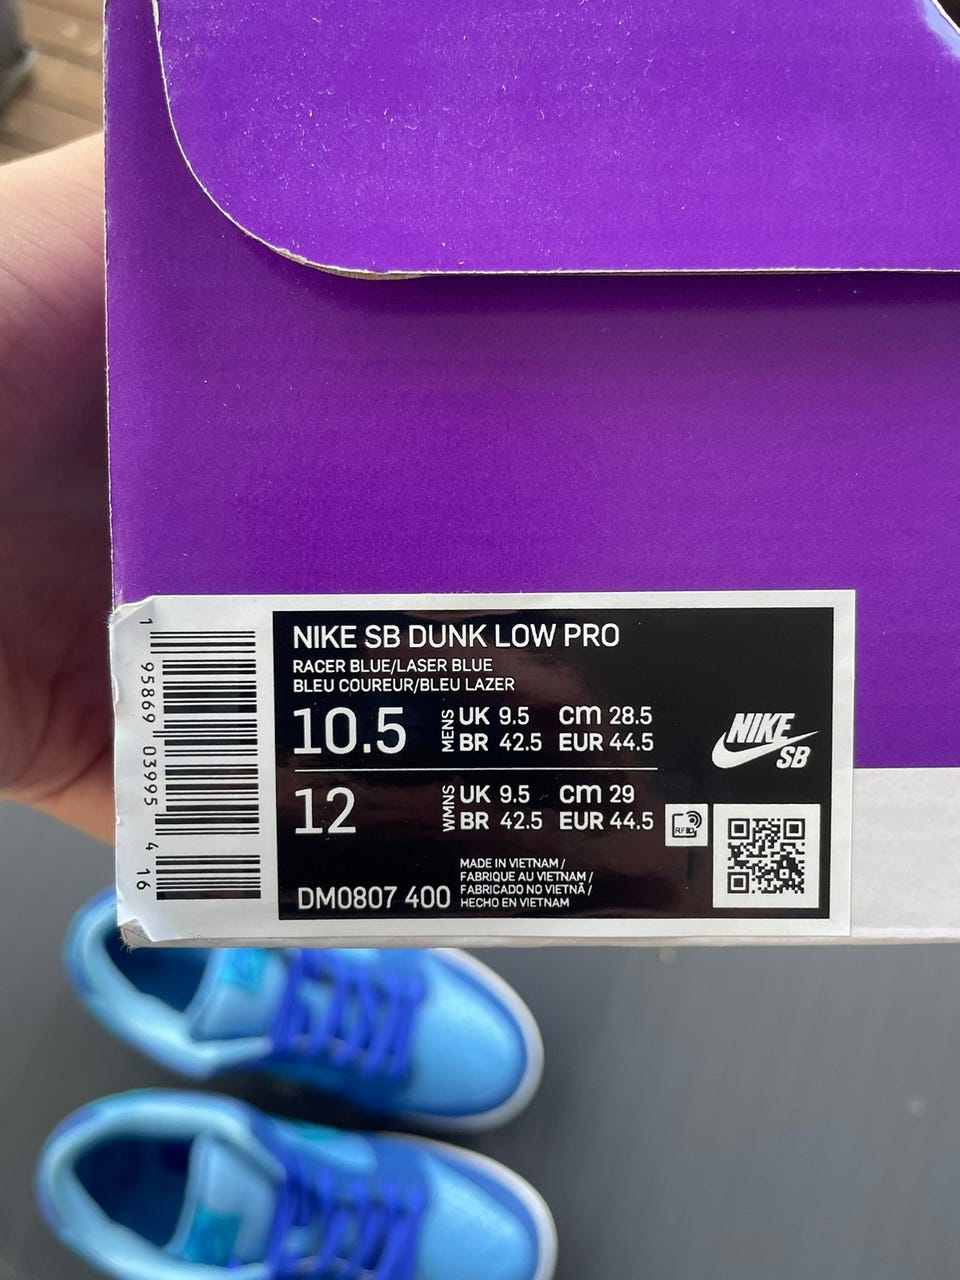 NIKE SB DUNK LOW PRO
RACER BLUE/LASER BLUE
BLEU COUREUR/BLEU LAZER
10.5 MENS UK 9.5 cm 28.5
BR 42.5 EUR 44.5
12 WMNS UK 9.5 cm 29
BR 42.5 EUR 44.5
MADE IN VIETNAM /
FABRIQUE AU VIETNAM /
FABRICADO NO VIETNÃ /
DM0807 400 HECHO EN VIETNAM
1 95869 03995 4 16
NIKE
SB
RFID